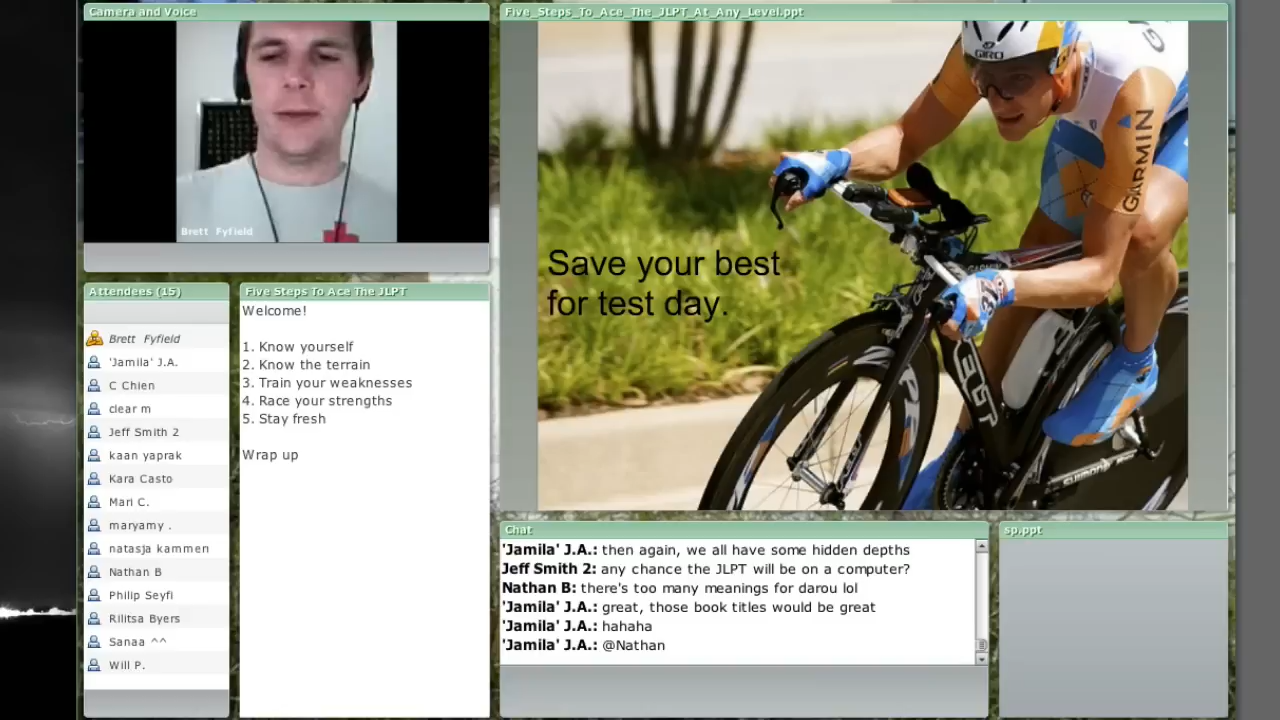 Camera and Voice
Brett Fyfield
Five_Steps_To_Ace_The_JLPT_At_Any_Level.ppt
GIRO
GARMIN
Save your best
for test day.
Attendees (15)
Brett Fyfield
'Jamila' J.A.
C Chien
clear m
Jeff Smith 2
kaan yaprak
Kara Casto
Mari C.
maryamy .
natasja kammen
Nathan B
Philip Seyfi
Rilitsa Byers
Sanaa ^^
Will P.
Five Steps To Ace The JLPT
Welcome!
1. Know yourself
2. Know the terrain
3. Train your weaknesses
4. Race your strengths
5. Stay fresh
Wrap up
Chat
'Jamila' J.A.: then again, we all have some hidden depths
Jeff Smith 2: any chance the JLPT will be on a computer?
Nathan B: there's too many meanings for darou lol
'Jamila' J.A.: great, those book titles would be great
'Jamila' J.A.: hahaha
'Jamila' J.A.: @Nathan
sp.ppt